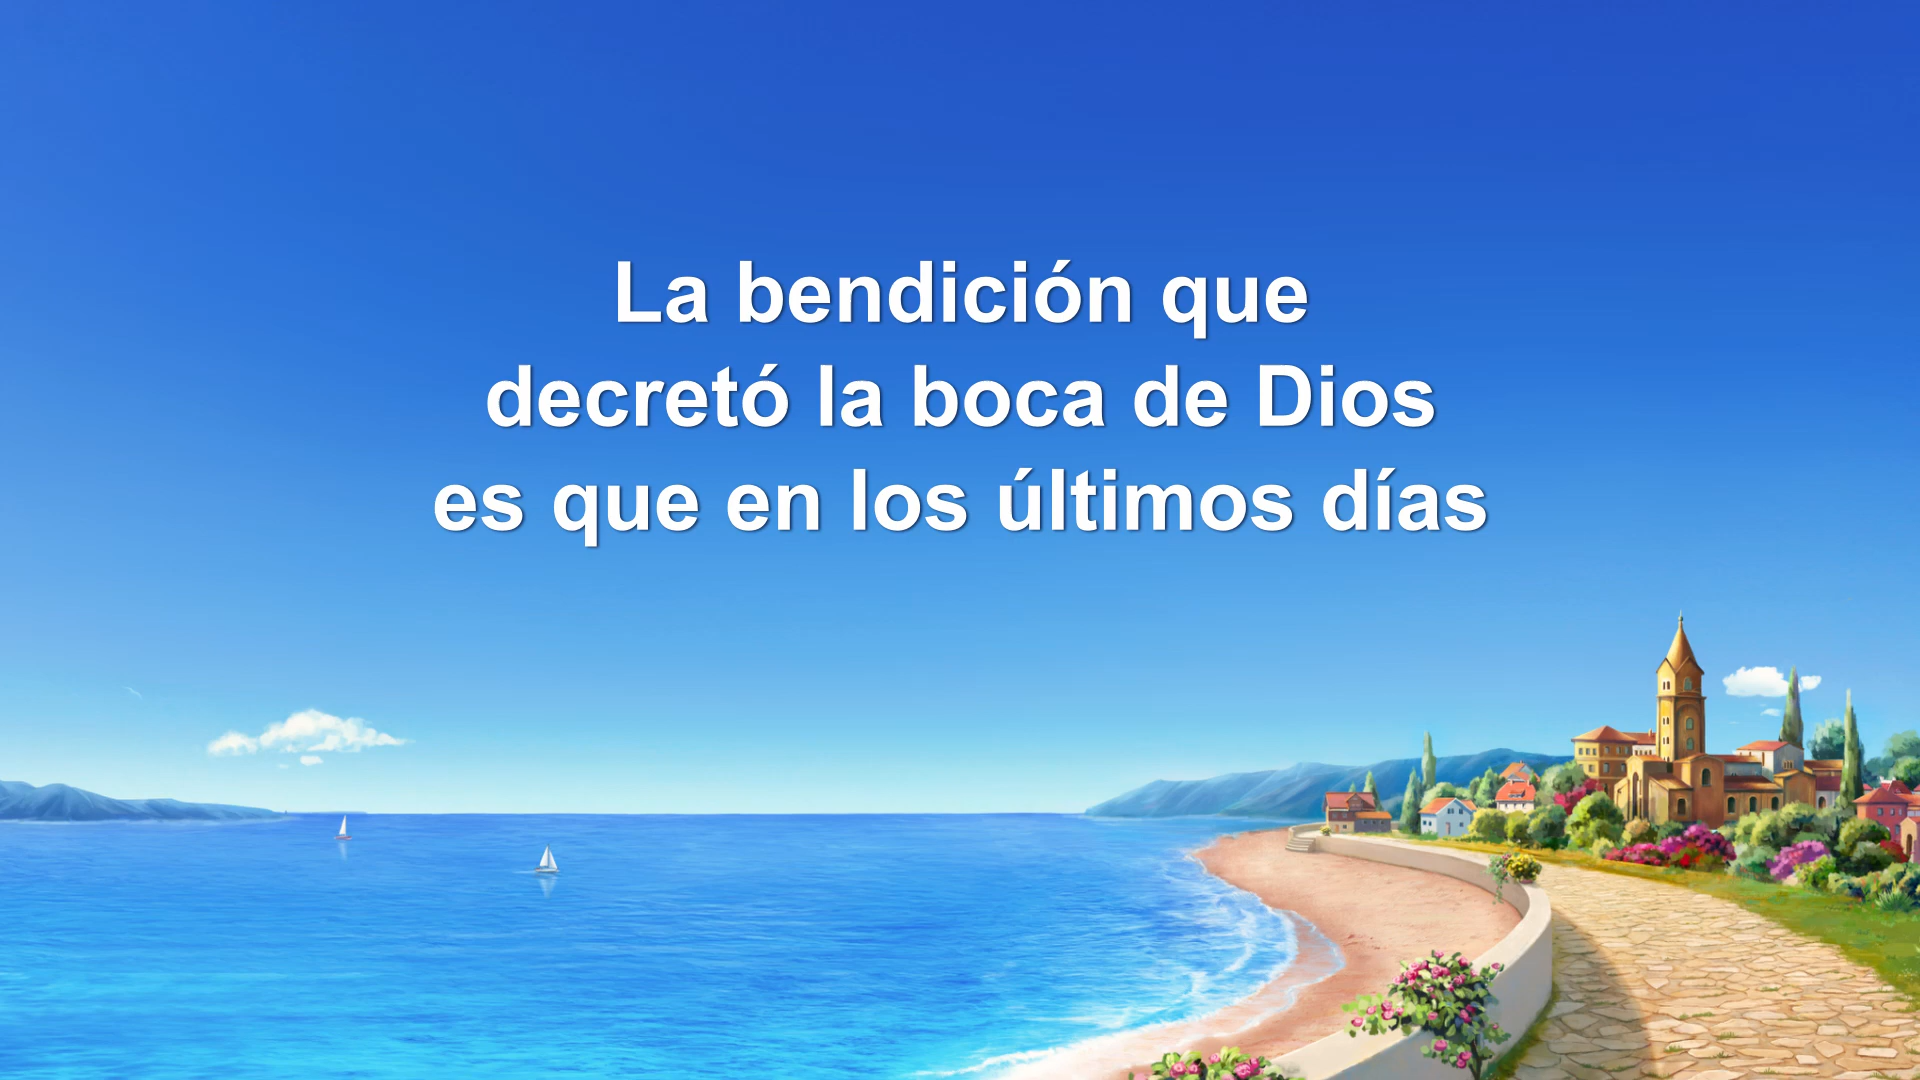 La bendición que
decretó la boca de Dios
es que en los últimos días